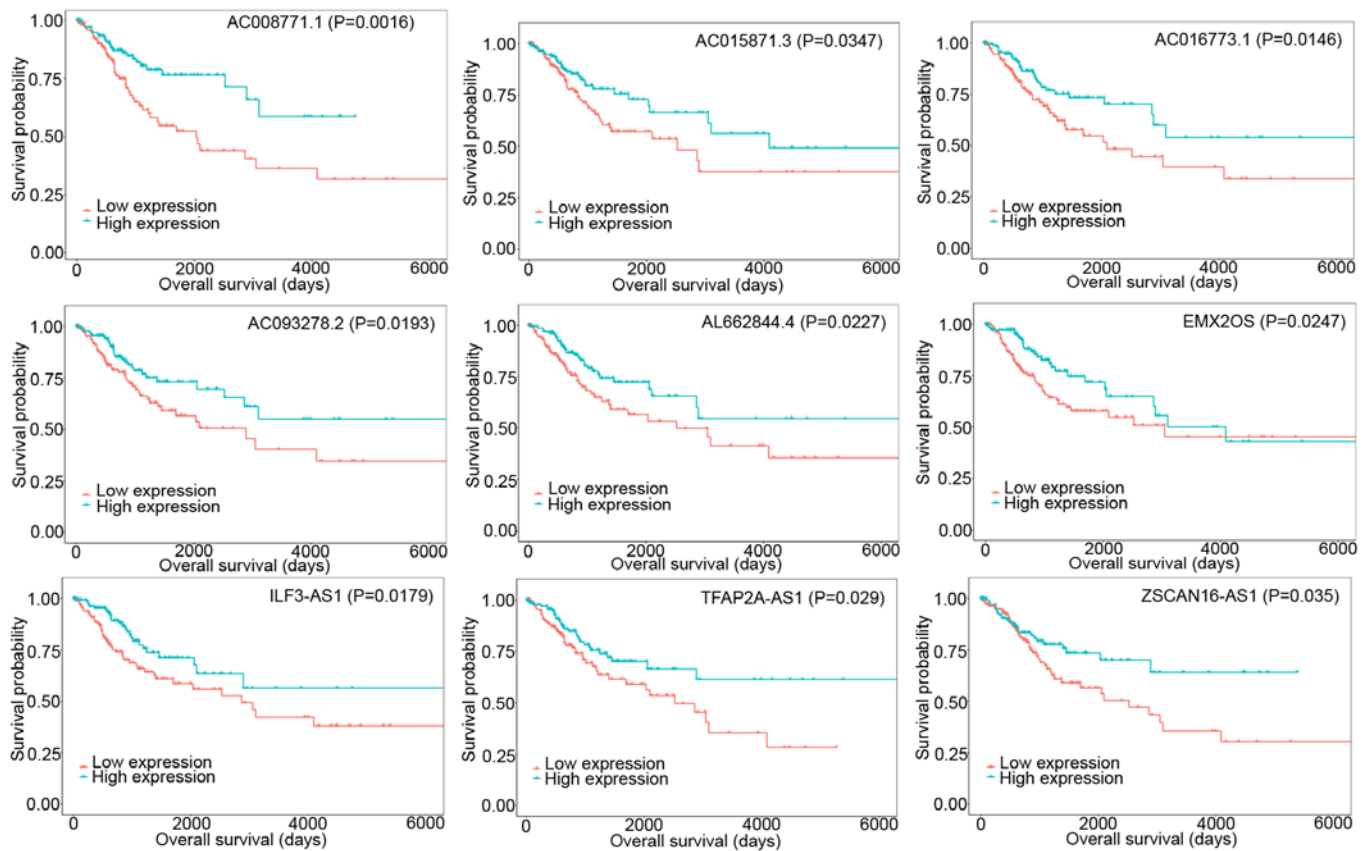 AC008771.1 (P=0.0016)
1.00
0.75
0.50
0.25
0.00
Survival probability
Low expression
High expression
0
2000
4000
6000
Overall survival (days)
AC015871.3 (P=0.0347)
1.00
0.75
0.50
0.25
0.00
Survival probability
Low expression
High expression
0
2000
4000
6000
Overall survival (days)
AC016773.1 (P=0.0146)
1.00
0.75
0.50
0.25
0.00
Survival probability
Low expression
High expression
0
2000
4000
6000
Overall survival (days)
AC093278.2 (P=0.0193)
1.00
0.75
0.50
0.25
0.00
Survival probability
Low expression
High expression
0
2000
4000
6000
Overall survival (days)
AL662844.4 (P=0.0227)
1.00
0.75
0.50
0.25
0.00
Survival probability
Low expression
High expression
0
2000
4000
6000
Overall survival (days)
EMX2OS (P=0.0247)
1.00
0.75
0.50
0.25
0.00
Survival probability
Low expression
High expression
0
2000
4000
6000
Overall survival (days)
ILF3-AS1 (P=0.0179)
1.00
0.75
0.50
0.25
0.00
Survival probability
Low expression
High expression
0
2000
4000
6000
Overall survival (days)
TFAP2A-AS1 (P=0.029)
1.00
0.75
0.50
0.25
0.00
Survival probability
Low expression
High expression
0
2000
4000
6000
Overall survival (days)
ZSCAN16-AS1 (P=0.035)
1.00
0.75
0.50
0.25
0.00
Survival probability
Low expression
High expression
0
2000
4000
6000
Overall survival (days)